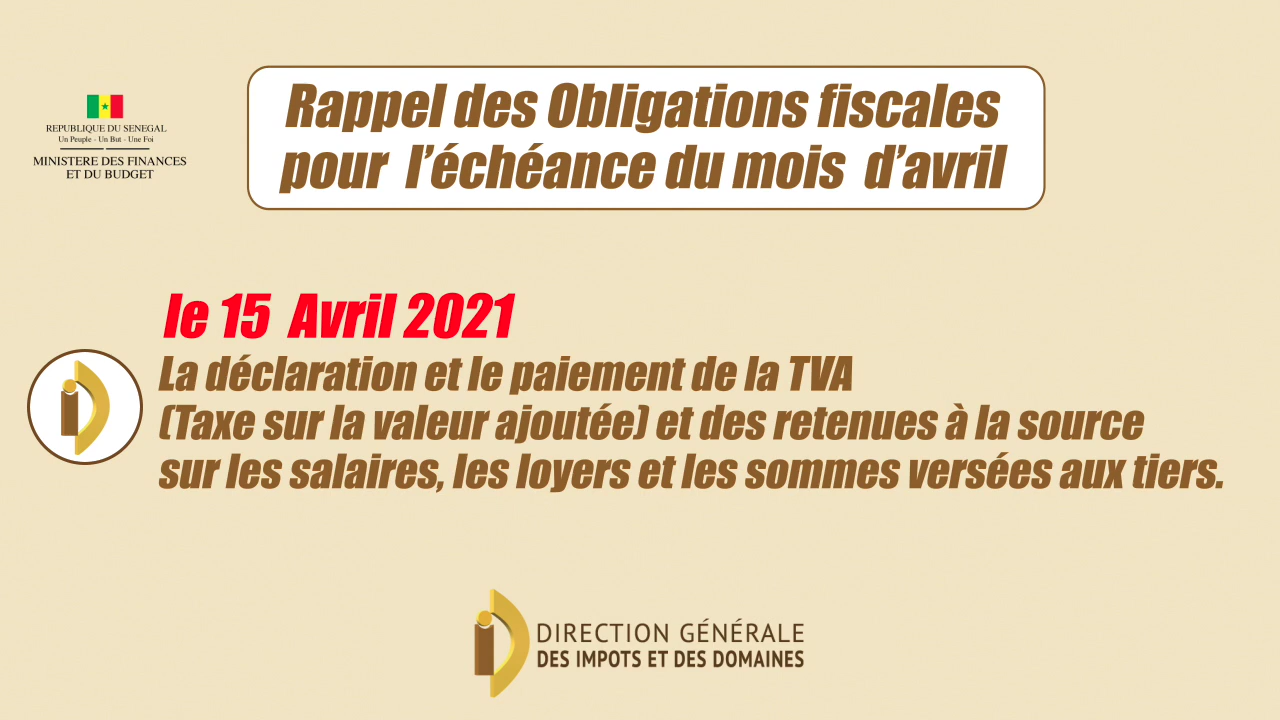 REPUBLIQUE DU SENEGAL
Un Peuple - Un But - Une Foi
MINISTERE DES FINANCES
ET DU BUDGET
Rappel des Obligations fiscales
pour l’échéance du mois d’avril
le 15 Avril 2021
La déclaration et le paiement de la TVA
(Taxe sur la valeur ajoutée) et des retenues à la source
sur les salaires, les loyers et les sommes versées aux tiers.
DIRECTION GÉNÉRALE
DES IMPOTS ET DES DOMAINES